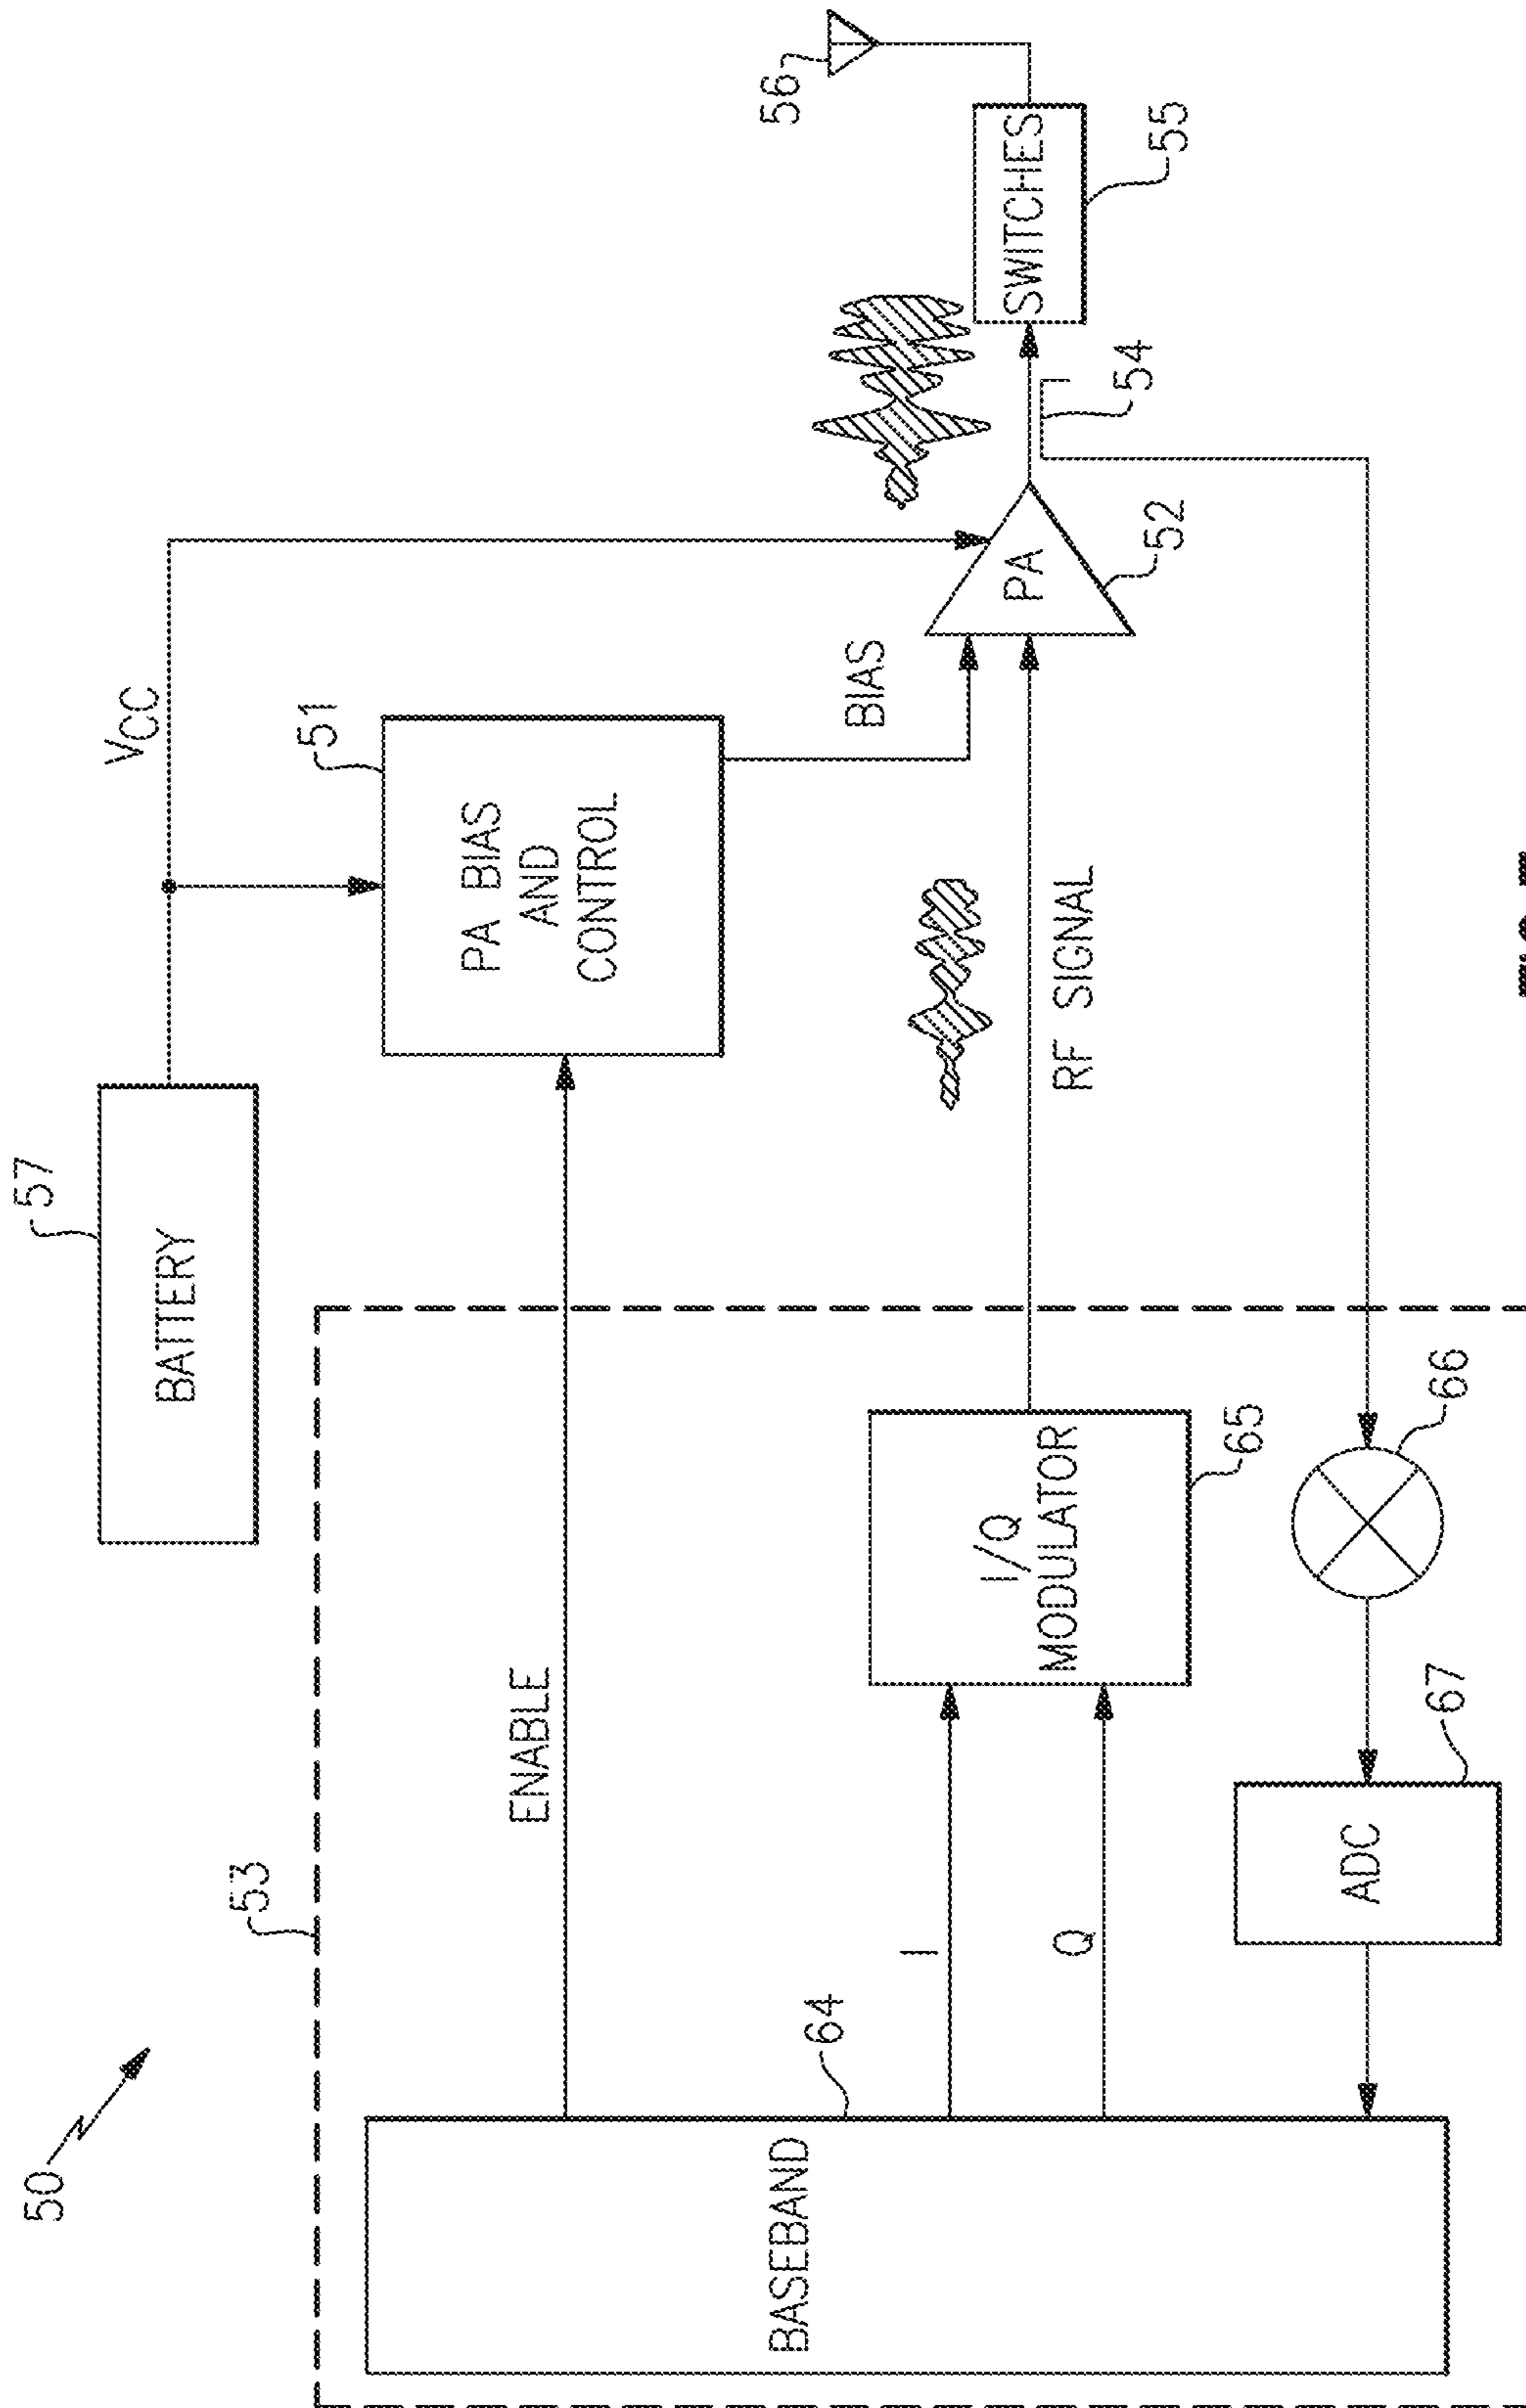 50
57
BATTERY
VCC
53
ENABLE
51
PA BIAS
AND
CONTROL
BIAS
56
BASEBAND
64
I
Q
I/Q
MODULATOR
65
RF SIGNAL
PA
52
54
SWITCHES
55
ADC
67
66